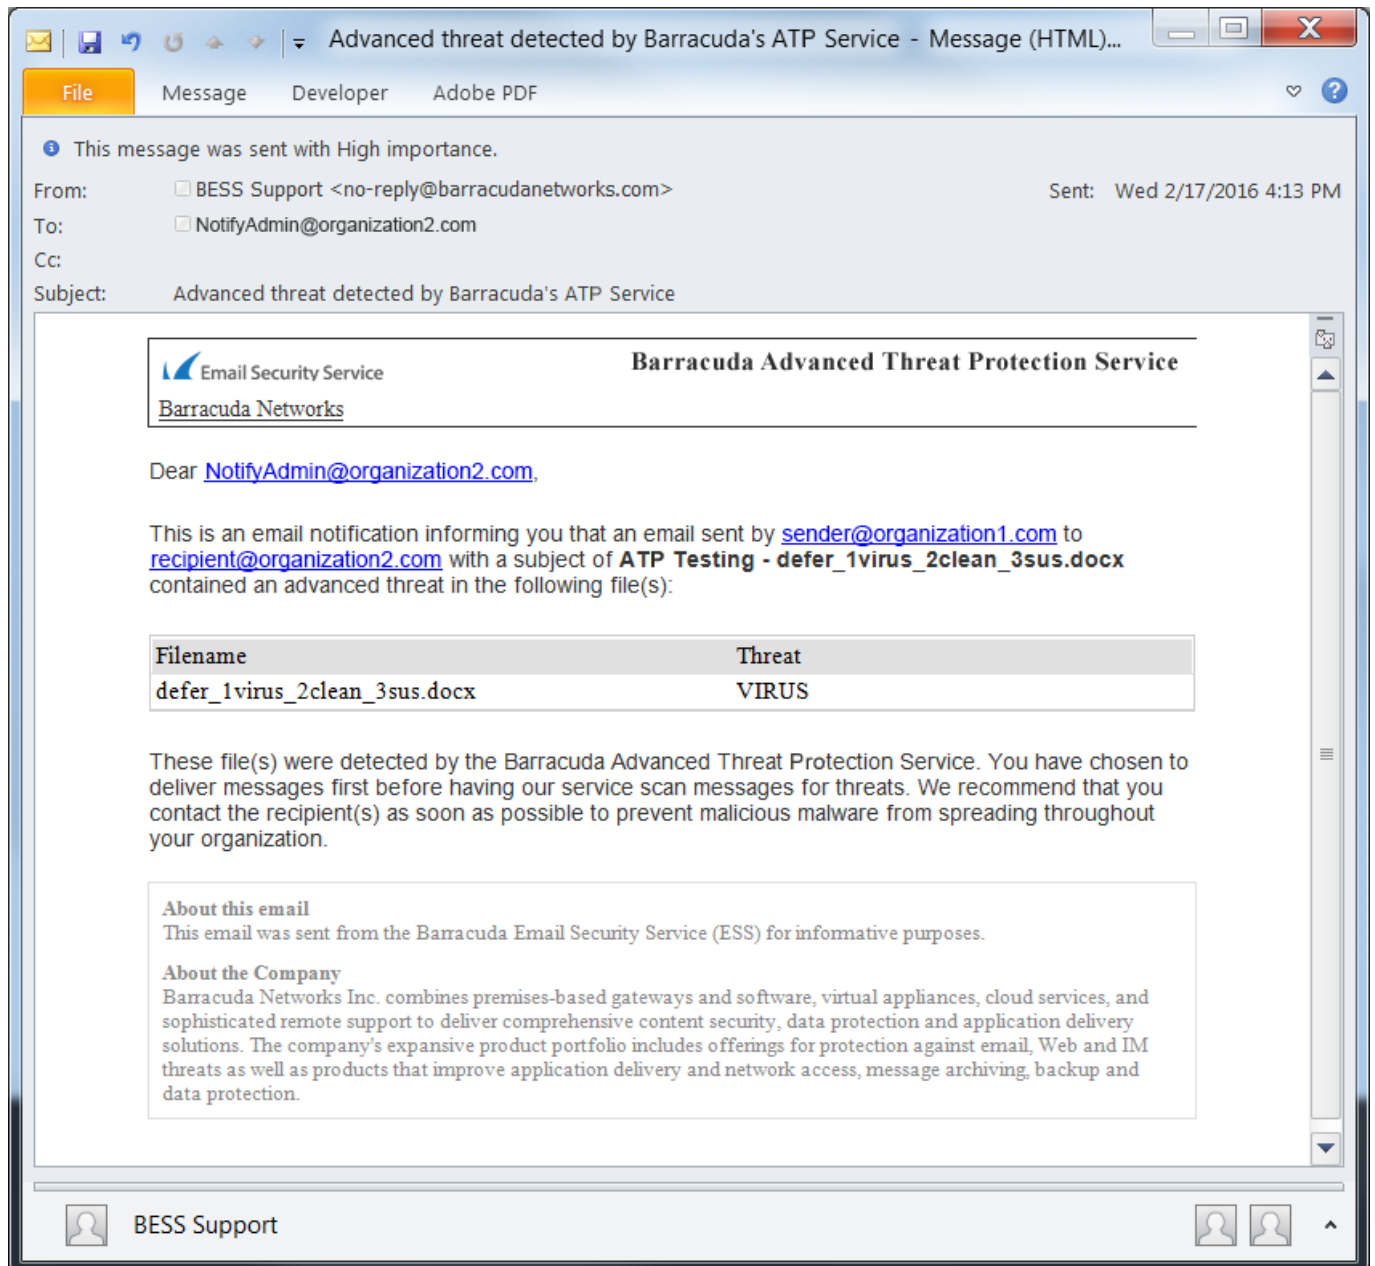 Advanced threat detected by Barracuda's ATP Service - Message (HTML)...
File Message Developer Adobe PDF
This message was sent with High importance.
From: BESS Support <no-reply@barracudanetworks.com> Sent: Wed 2/17/2016 4:13 PM
To: NotifyAdmin@organization2.com
Cc:
Subject: Advanced threat detected by Barracuda's ATP Service
Email Security Service Barracuda Advanced Threat Protection Service
Barracuda Networks
Dear NotifyAdmin@organization2.com,
This is an email notification informing you that an email sent by sender@organization1.com to
recipient@organization2.com with a subject of ATP Testing - defer_1virus_2clean_3sus.docx
contained an advanced threat in the following file(s):
Filename Threat
defer_1virus_2clean_3sus.docx VIRUS
These file(s) were detected by the Barracuda Advanced Threat Protection Service. You have chosen to
deliver messages first before having our service scan messages for threats. We recommend that you
contact the recipient(s) as soon as possible to prevent malicious malware from spreading throughout
your organization.
About this email
This email was sent from the Barracuda Email Security Service (ESS) for informative purposes.
About the Company
Barracuda Networks Inc. combines premises-based gateways and software, virtual appliances, cloud services, and
sophisticated remote support to deliver comprehensive content security, data protection and application delivery
solutions. The company's expansive product portfolio includes offerings for protection against email, Web and IM
threats as well as products that improve application delivery and network access, message archiving, backup and
data protection.
BESS Support